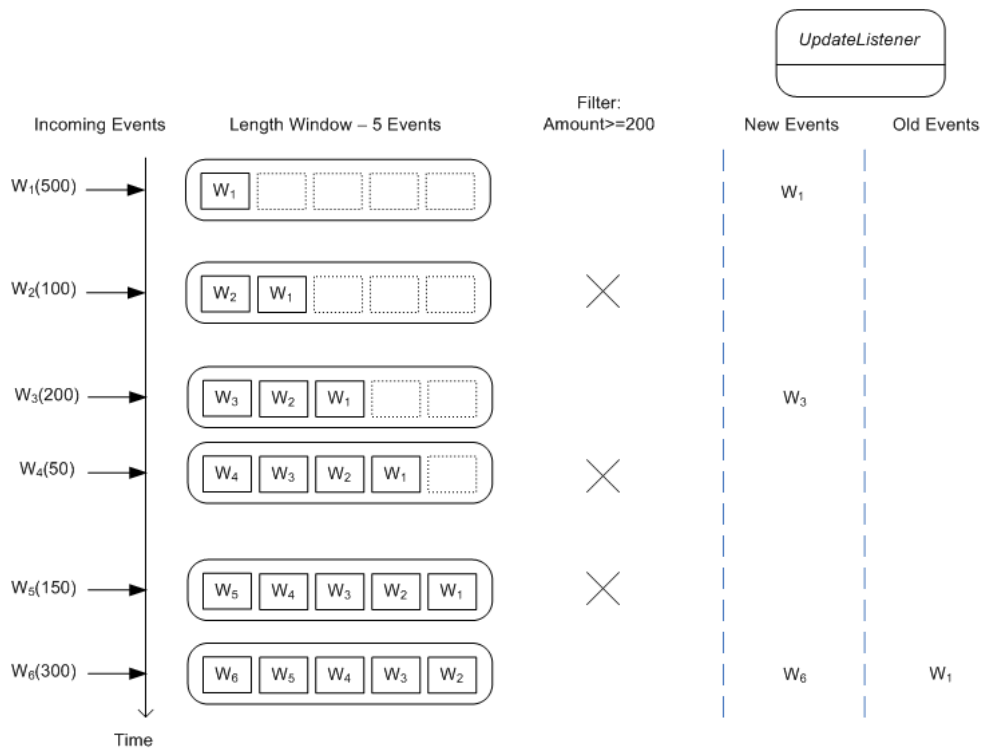 UpdateListener
Filter:
Incoming Events Length Window – 5 Events Amount>=200 New Events Old Events
W₁(500) W₁ W₁
W₂(100) W₂ W₁
W₃(200) W₃ W₂ W₁ W₃
W₄(50) W₄ W₃ W₂ W₁
W₅(150) W₅ W₄ W₃ W₂ W₁
W₆(300) W₆ W₅ W₄ W₃ W₂ W₆ W₁
Time